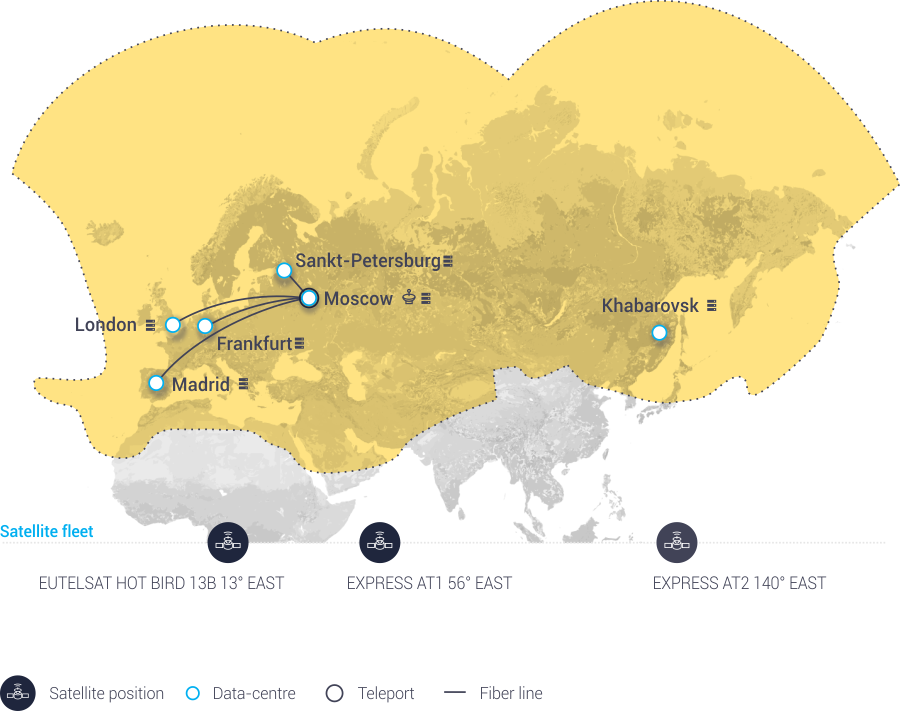 Sankt-Petersburg
Moscow
Khabarovsk
London
Frankfurt
Madrid
Satellite fleet
EUTELSAT HOT BIRD 13B 13° EAST
EXPRESS AT1 56° EAST
EXPRESS AT2 140° EAST
Satellite position
Data-centre
Teleport
Fiber line